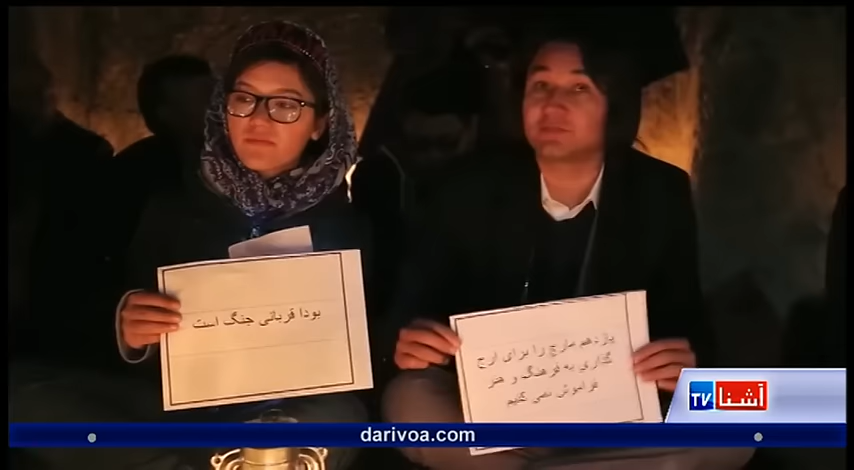 بودا قربانی جنگ است
یازدهم مارچ را برای ارج
گذاری به فرهنگ و هنر
فراموش نمی کنیم
TV آشنا
darivoa.com